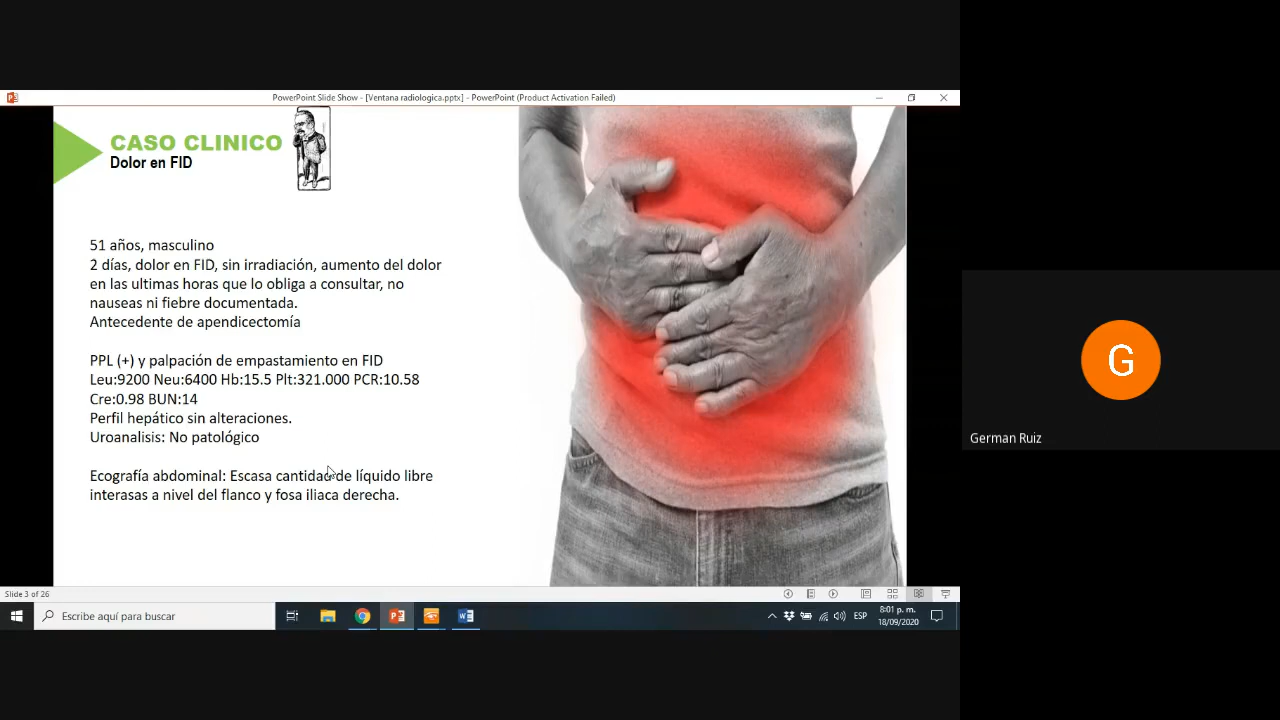 PowerPoint Slide Show - [Ventana radiologica.pptx] - PowerPoint (Product Activation Failed)
CASO CLINICO
Dolor en FID
51 años, masculino
2 días, dolor en FID, sin irradiación, aumento del dolor
en las ultimas horas que lo obliga a consultar, no
nauseas ni fiebre documentada.
Antecedente de apendicectomía
PPL (+) y palpación de empastamiento en FID
Leu:9200 Neu:6400 Hb:15.5 Plt:321.000 PCR:10.58
Cre:0.98 BUN:14
Perfil hepático sin alteraciones.
Uroanalisis: No patológico
Ecografía abdominal: Escasa cantidad de líquido libre
interasas a nivel del flanco y fosa iliaca derecha.
G
German Ruiz
Slide 3 of 26
Escribe aquí para buscar
ESP
8:01 p. m.
18/09/2020